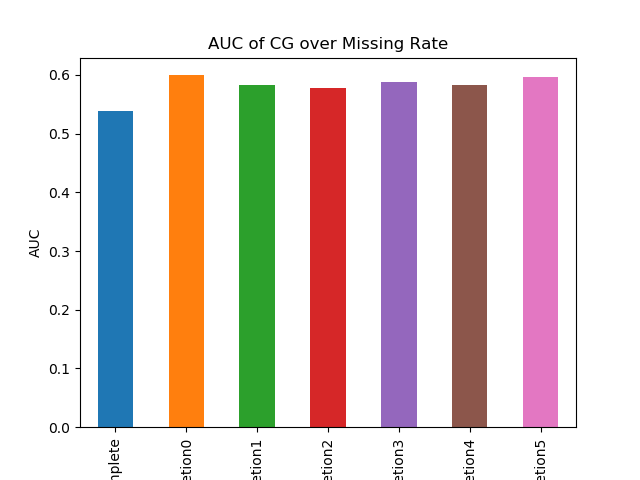 AUC of CG over Missing Rate
0.6
0.5
0.4
0.3
0.2
0.1
0.0
AUC
nplete
etion0
etion1
etion2
etion3
etion4
etion5